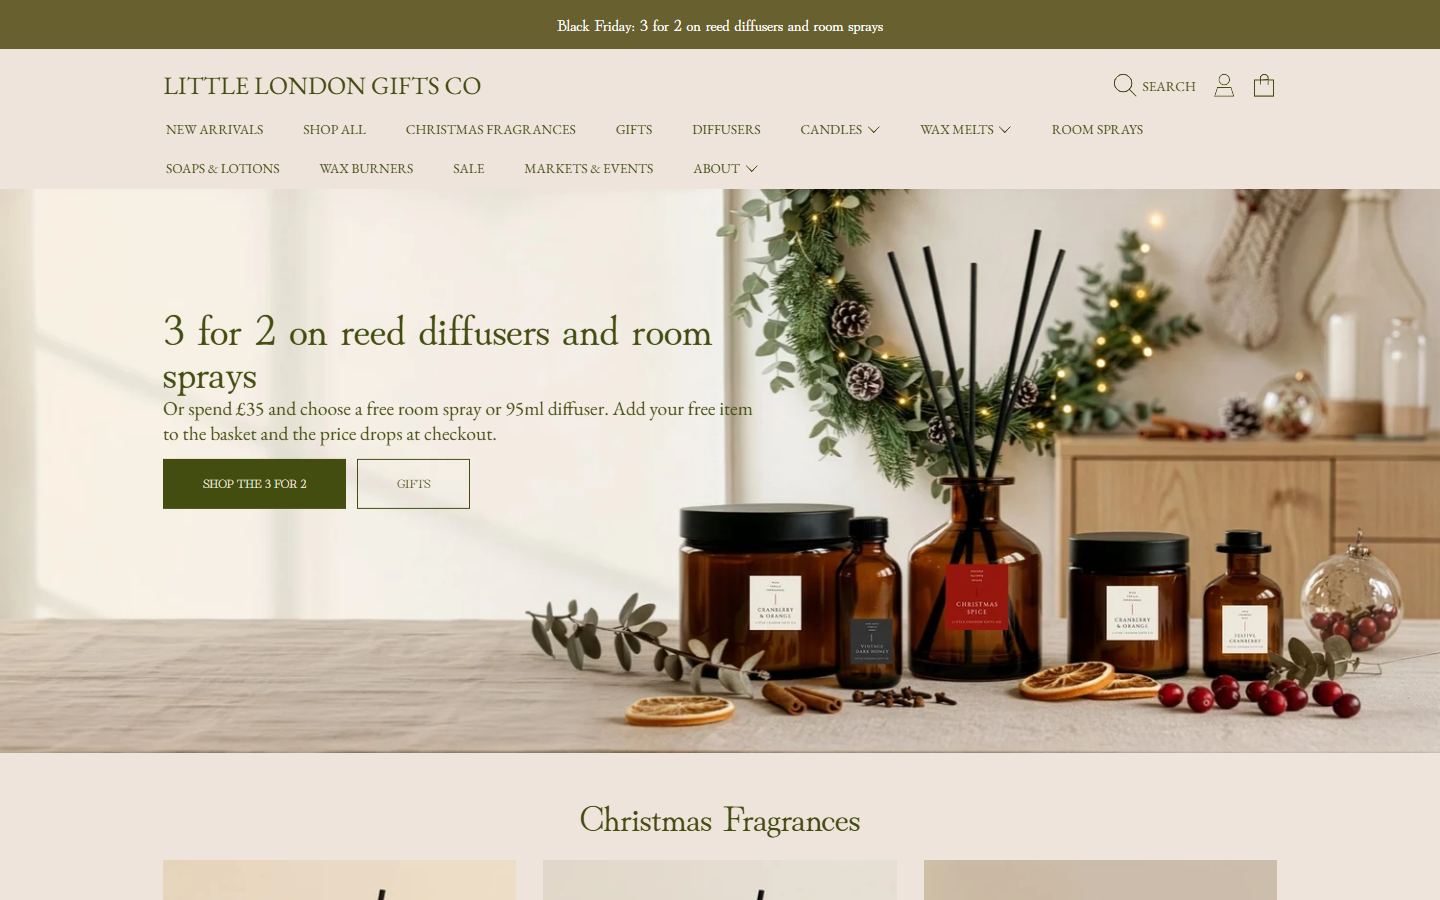 Black Friday: 3 for 2 on reed diffusers and room sprays
LITTLE LONDON GIFTS CO
SEARCH
NEW ARRIVALS
SHOP ALL
CHRISTMAS FRAGRANCES
GIFTS
DIFFUSERS
CANDLES
WAX MELTS
ROOM SPRAYS
SOAPS & LOTIONS
WAX BURNERS
SALE
MARKETS & EVENTS
ABOUT
3 for 2 on reed diffusers and room
sprays
Or spend £35 and choose a free room spray or 95ml diffuser. Add your free item
to the basket and the price drops at checkout.
SHOP THE 3 FOR 2
GIFTS
CRANBERRY
& ORANGE
VINTAGE
DARK HONEY
CHRISTMAS
SPICE
LITTLE LONDON GIFTS CO
CRANBERRY
& ORANGE
FESTIVE
CRANBERRY
Christmas Fragrances